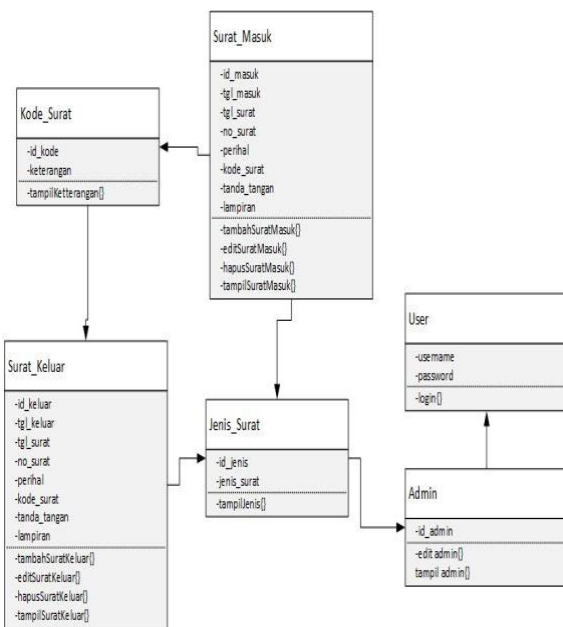 Surat_Masuk
-id_masuk
-tgl_masuk
-tgl_surat
-no_surat
-perihal
-kode_surat
-tanda_tangan
-lampiran
-tambahSuratMasuk{}
-editSuratMasuk{}
-hapusSuratMasuk{}
-tampilSuratMasuk{}
Kode_Surat
-id_kode
-keterangan
-tampilKetterangan{}
Surat_Keluar
-id_keluar
-tgl_keluar
-tgl_surat
-no_surat
-perihal
-kode_surat
-tanda_tangan
-lampiran
-tambahSuratKeluar{}
-editSuratKeluar{}
-hapusSuratKeluar{}
-tampilSuratKeluar{}
Jenis_Surat
-id_jenis
-jenis_surat
-tampilJenis{}
User
-username
-password
-login{}
Admin
-id_admin
-edit admin{}
tampil admin{}